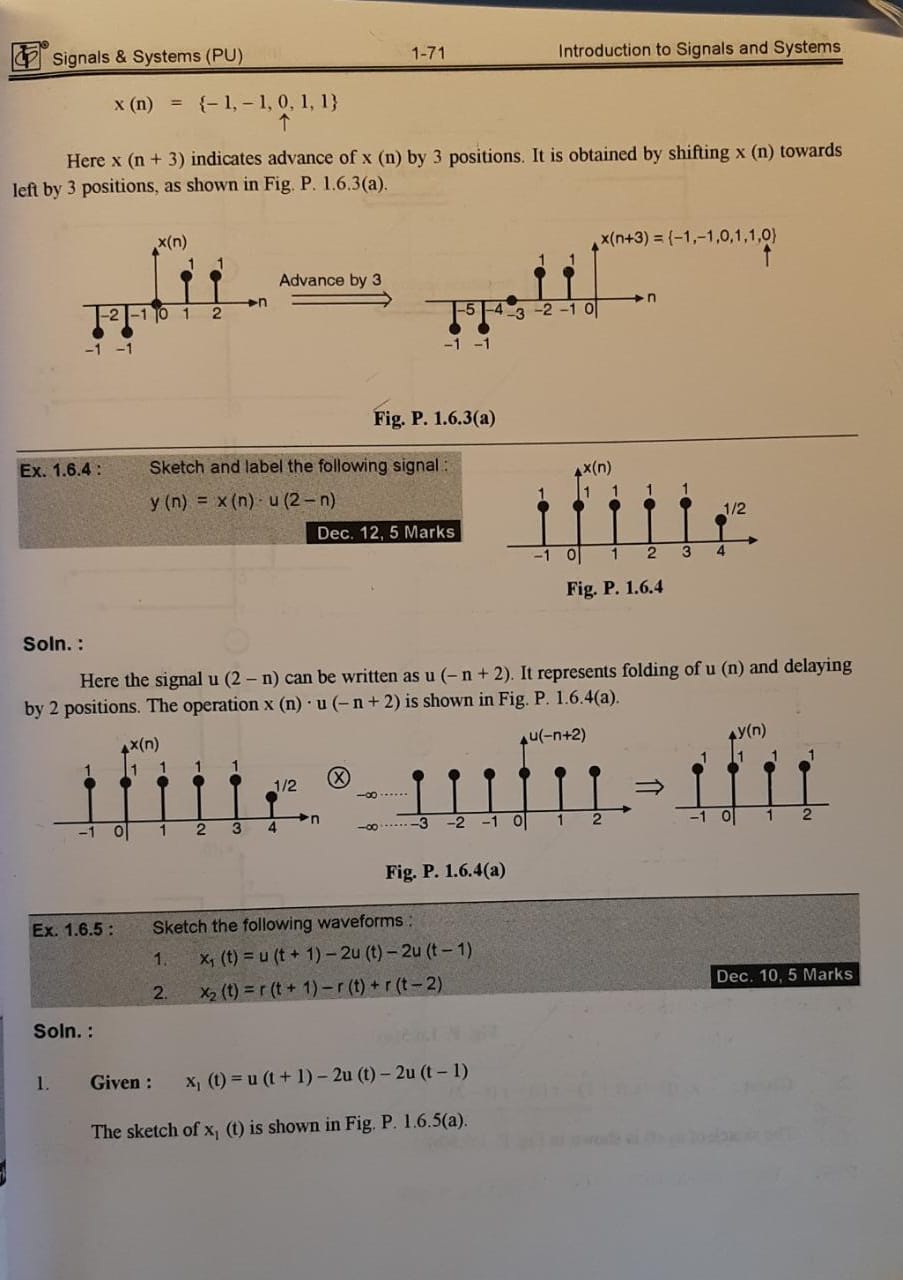 Signals & Systems (PU) 1-71 Introduction to Signals and Systems
x (n) = {– 1, – 1, 0, 1, 1}
↑
Here x (n + 3) indicates advance of x (n) by 3 positions. It is obtained by shifting x (n) towards
left by 3 positions, as shown in Fig. P. 1.6.3(a).
x(n) x(n+3) = {-1,-1,0,1,1,0}
↑
1 1 Advance by 3 1 1
-2 -1 0 1 2 n -5 -4 -3 -2 -1 0 n
-1 -1 -1 -1
Fig. P. 1.6.3(a)
Ex. 1.6.4 : Sketch and label the following signal :
y (n) = x (n) · u (2 – n)
Dec. 12, 5 Marks
x(n)
1 1 1 1 1 1/2
-1 0 1 2 3 4
Fig. P. 1.6.4
Soln. :
Here the signal u (2 – n) can be written as u (– n + 2). It represents folding of u (n) and delaying
by 2 positions. The operation x (n) · u (– n + 2) is shown in Fig. P. 1.6.4(a).
x(n) u(-n+2) y(n)
1 1 1 1 1 1/2 X -∞ ...... ⇒ 1 1 1 1
-1 0 1 2 3 4 n -∞ ...... -3 -2 -1 0 1 2 -1 0 1 2
Fig. P. 1.6.4(a)
Ex. 1.6.5 : Sketch the following waveforms :
1. x₁ (t) = u (t + 1) – 2u (t) – 2u (t – 1)
2. x₂ (t) = r (t + 1) – r (t) + r (t – 2)
Dec. 10, 5 Marks
Soln. :
1. Given : x₁ (t) = u (t + 1) – 2u (t) – 2u (t – 1)
The sketch of x₁ (t) is shown in Fig. P. 1.6.5(a).